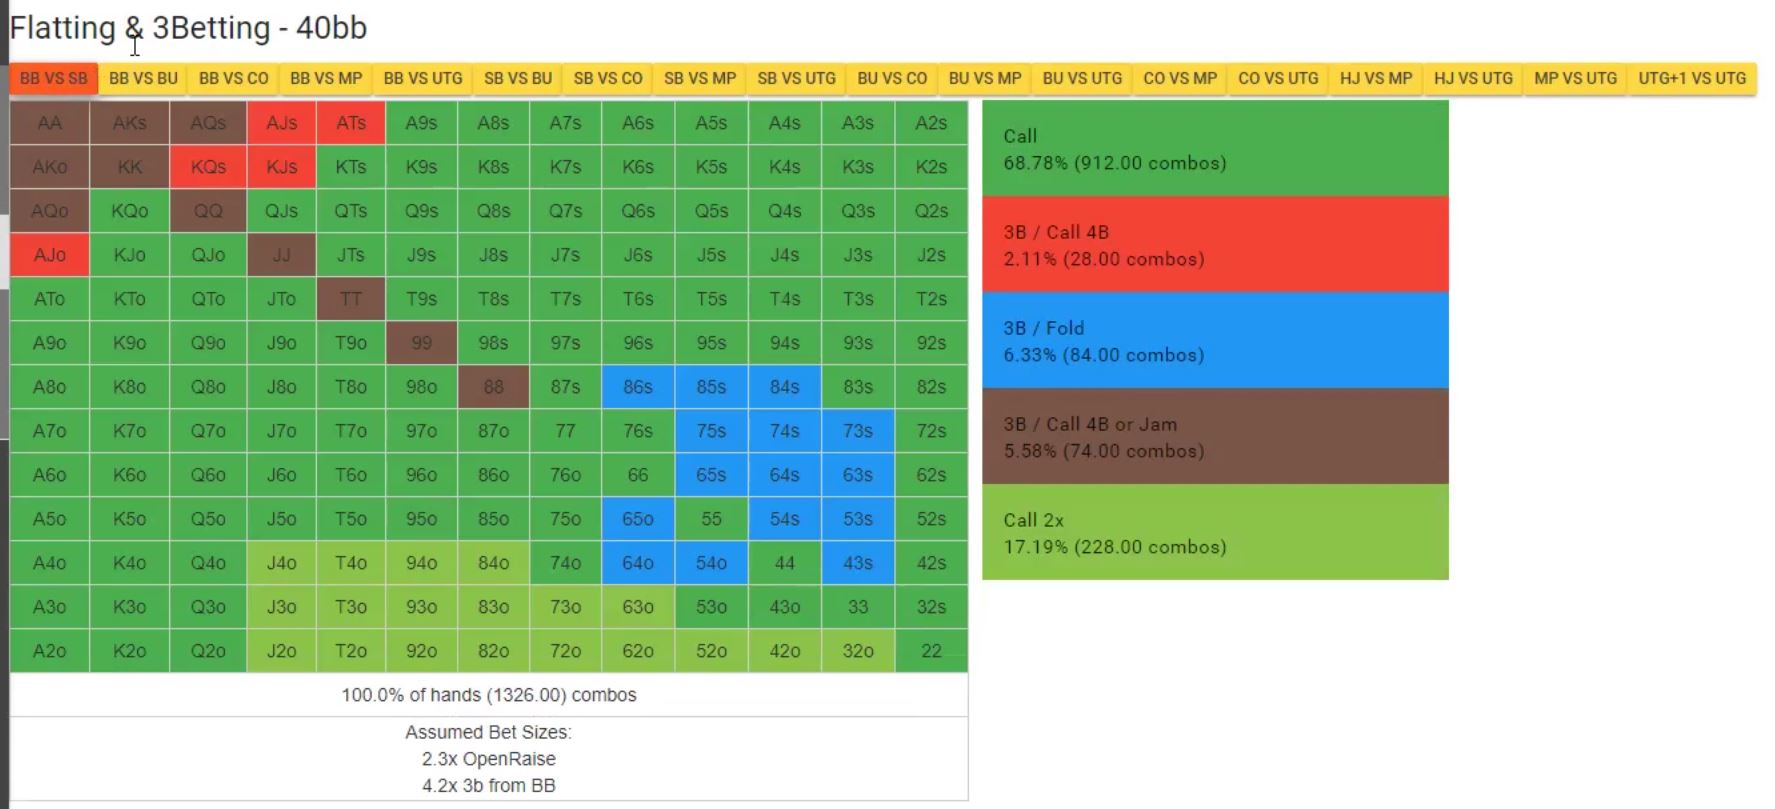 Flatting & 3Betting - 40bb
BB VS SB BB VS BU BB VS CO BB VS MP BB VS UTG SB VS BU SB VS CO SB VS MP SB VS UTG BU VS CO BU VS MP BU VS UTG CO VS MP CO VS UTG HJ VS MP HJ VS UTG MP VS UTG UTG+1 VS UTG
AA AKs AQs AJs ATs A9s A8s A7s A6s A5s A4s A3s A2s
AKo KK KQs KJs KTs K9s K8s K7s K6s K5s K4s K3s K2s
AQo KQo QQ QJs QTs Q9s Q8s Q7s Q6s Q5s Q4s Q3s Q2s
AJo KJo QJo JJ JTs J9s J8s J7s J6s J5s J4s J3s J2s
ATo KTo QTo JTo TT T9s T8s T7s T6s T5s T4s T3s T2s
A9o K9o Q9o J9o T9o 99 98s 97s 96s 95s 94s 93s 92s
A8o K8o Q8o J8o T8o 98o 88 87s 86s 85s 84s 83s 82s
A7o K7o Q7o J7o T7o 97o 87o 77 76s 75s 74s 73s 72s
A6o K6o Q6o J6o T6o 96o 86o 76o 66 65s 64s 63s 62s
A5o K5o Q5o J5o T5o 95o 85o 75o 65o 55 54s 53s 52s
A4o K4o Q4o J4o T4o 94o 84o 74o 64o 54o 44 43s 42s
A3o K3o Q3o J3o T3o 93o 83o 73o 63o 53o 43o 33 32s
A2o K2o Q2o J2o T2o 92o 82o 72o 62o 52o 42o 32o 22
100.0% of hands (1326.00) combos
Assumed Bet Sizes:
2.3x OpenRaise
4.2x 3b from BB
Call
68.78% (912.00 combos)
3B / Call 4B
2.11% (28.00 combos)
3B / Fold
6.33% (84.00 combos)
3B / Call 4B or Jam
5.58% (74.00 combos)
Call 2x
17.19% (228.00 combos)